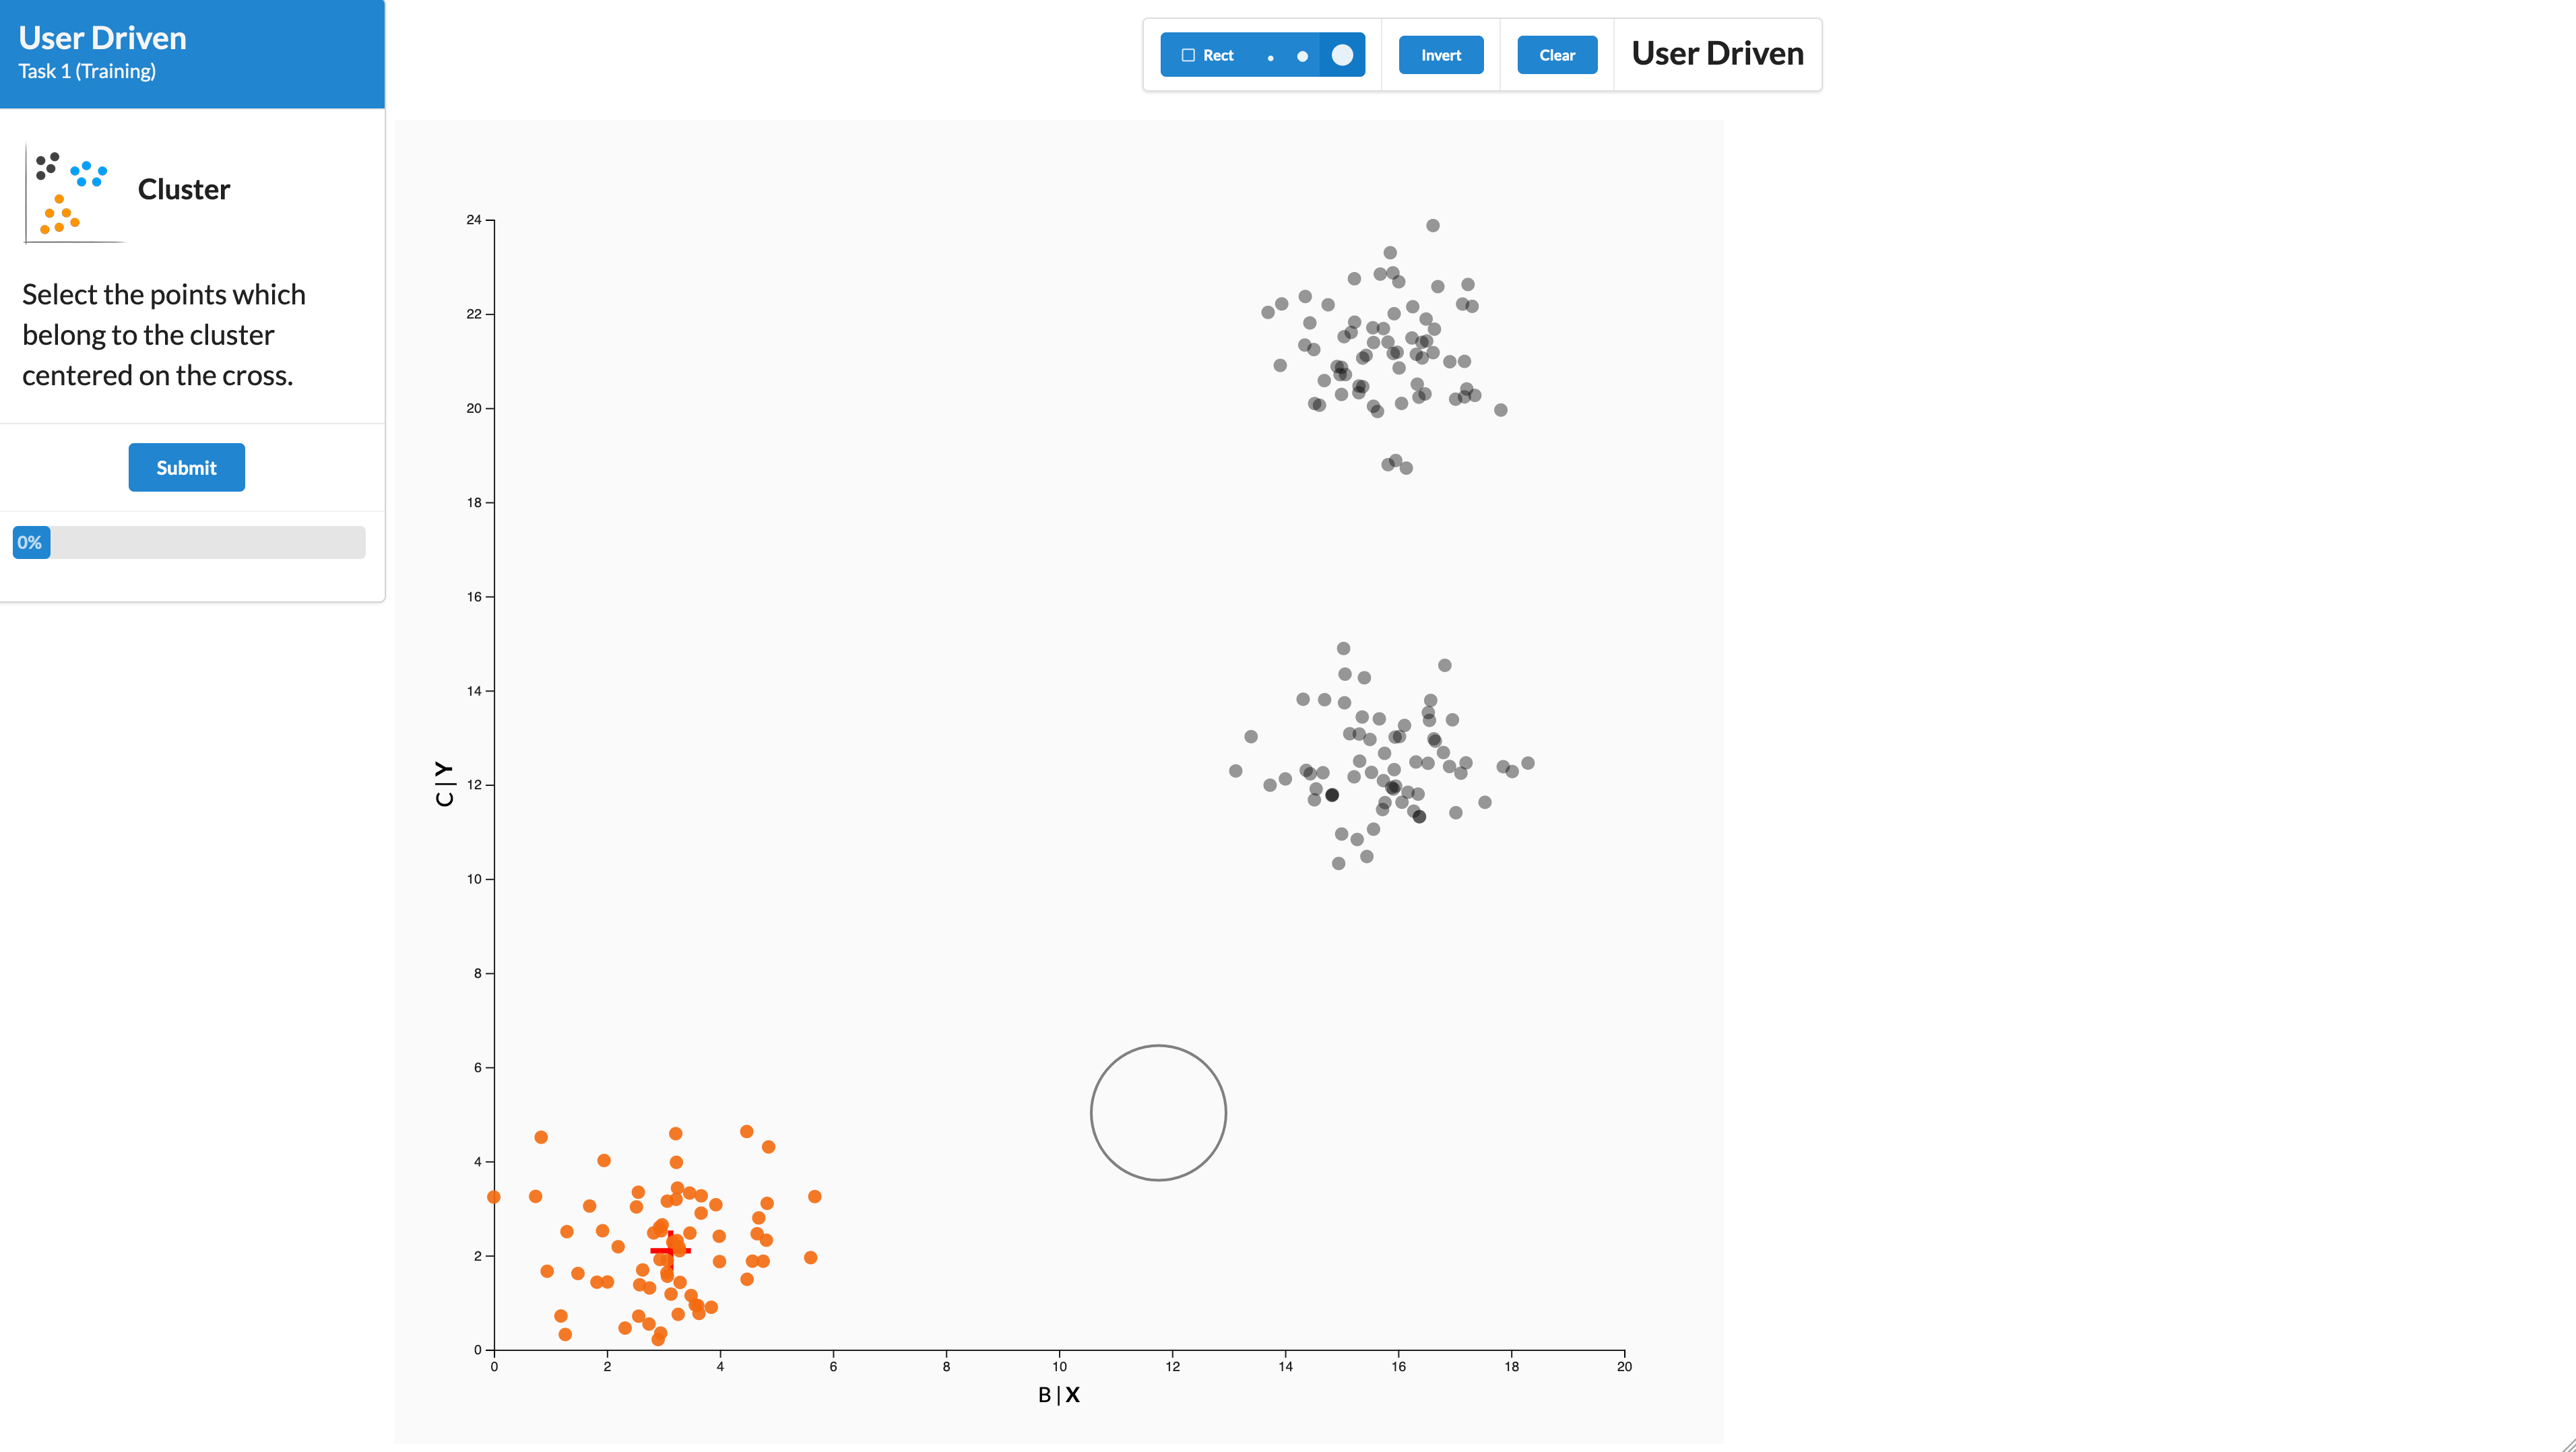 User Driven
Task 1 (Training)
Cluster
Select the points which
belong to the cluster
centered on the cross.
Submit
0%
Rect
Invert
Clear
User Driven
24
22
20
18
16
14
12
10
8
6
4
2
0
C|Y
0 2 4 6 8 10 12 14 16 18 20
B|X